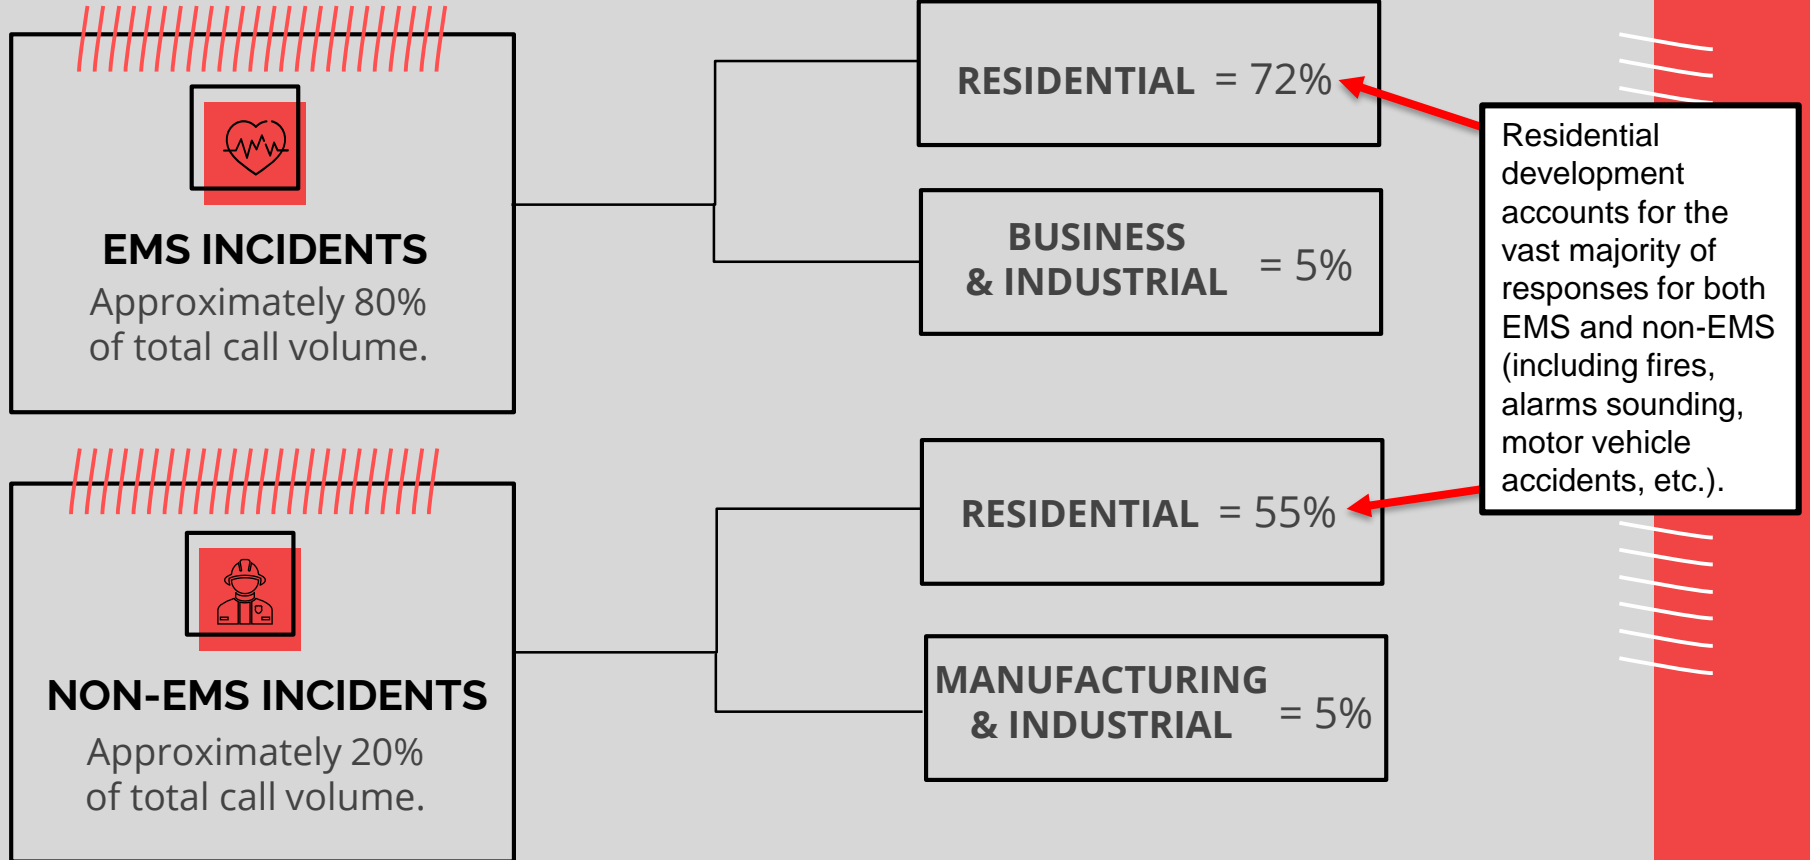 EMS INCIDENTS
Approximately 80%
of total call volume.
RESIDENTIAL = 72%
BUSINESS
& INDUSTRIAL = 5%
NON-EMS INCIDENTS
Approximately 20%
of total call volume.
RESIDENTIAL = 55%
MANUFACTURING
& INDUSTRIAL = 5%
Residential
development
accounts for the
vast majority of
responses for both
EMS and non-EMS
(including fires,
alarms sounding,
motor vehicle
accidents, etc.).